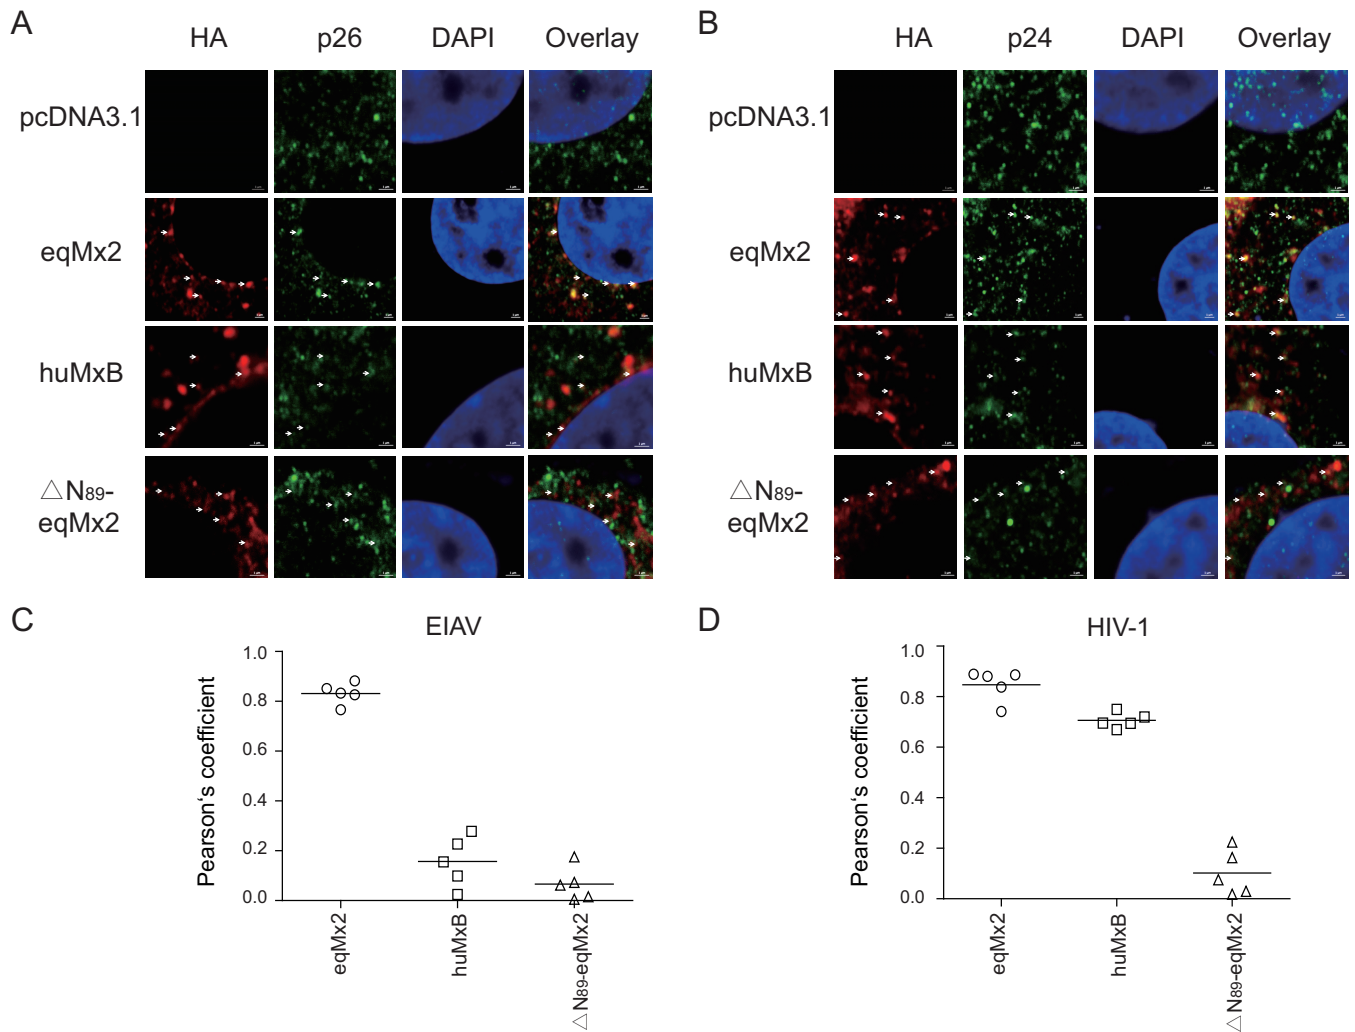 A
HA p26 DAPI Overlay
pcDNA3.1
eqMx2
huMxB
△N89-
eqMx2
B
HA p24 DAPI Overlay
pcDNA3.1
eqMx2
huMxB
△N89-
eqMx2
C
EIAV
Pearson‘s coefficient
1.0
0.8
0.6
0.4
0.2
0.0
eqMx2
huMxB
△N89-eqMx2
D
HIV-1
Pearson‘s coefficient
1.0
0.8
0.6
0.4
0.2
0.0
eqMx2
huMxB
△N89-eqMx2